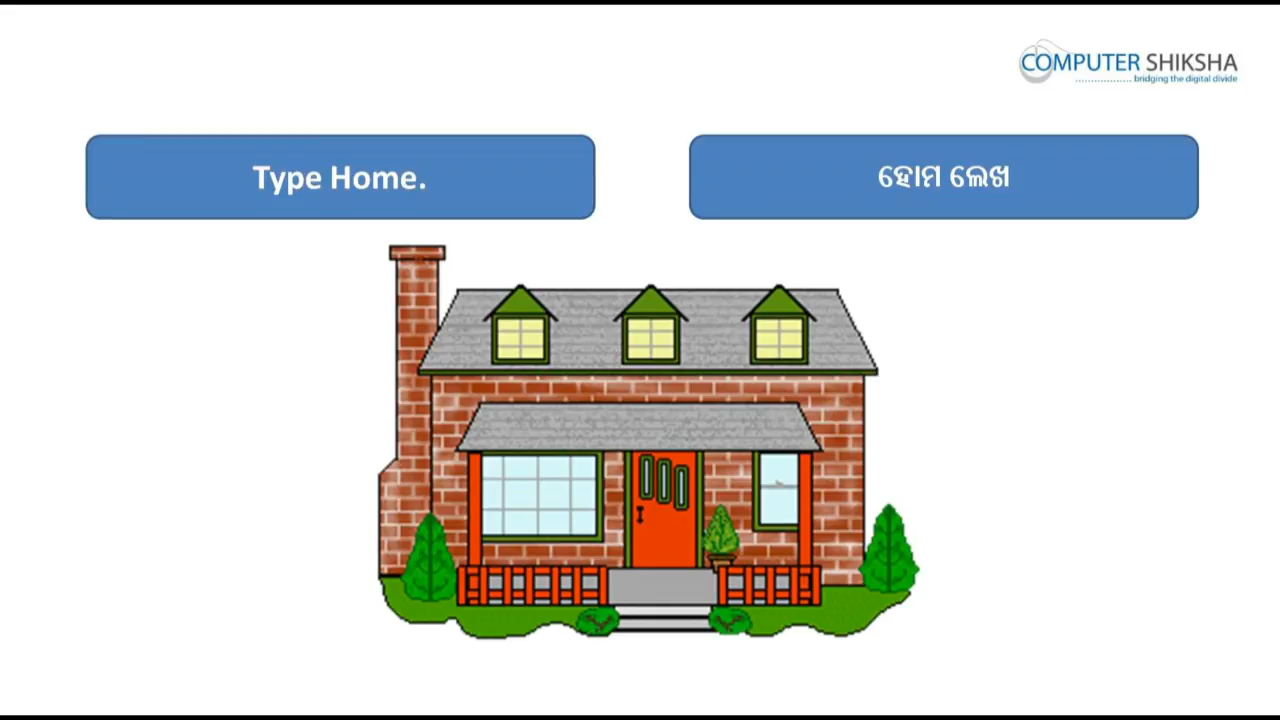 COMPUTER SHIKSHA
bridging the digital divide
Type Home.
ହୋମ ଲେଖ